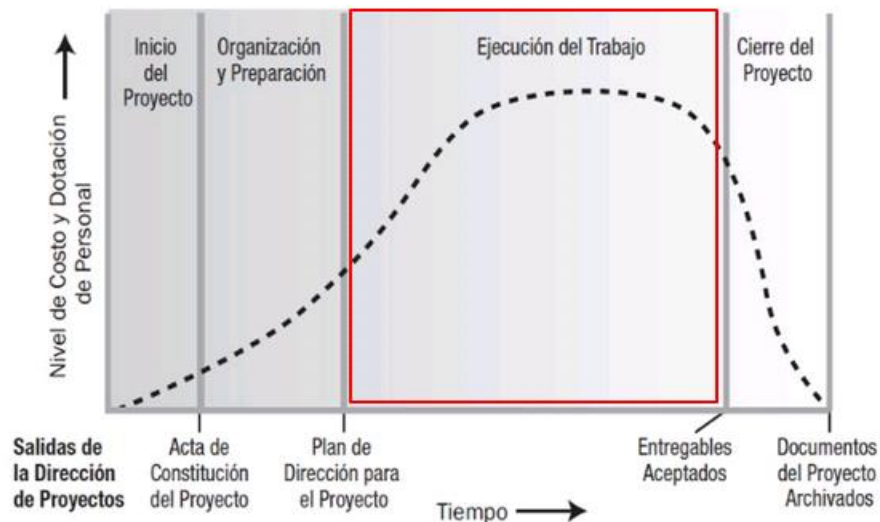 Inicio
del
Proyecto
Organización
y Preparación
Ejecución del Trabajo
Cierre del
Proyecto
Nivel de Costo y Dotación
de Personal
Salidas de
la Dirección
de Proyectos
Acta de
Constitución
del Proyecto
Plan de
Dirección para
el Proyecto
Tiempo
Entregables
Aceptados
Documentos
del Proyecto
Archivados